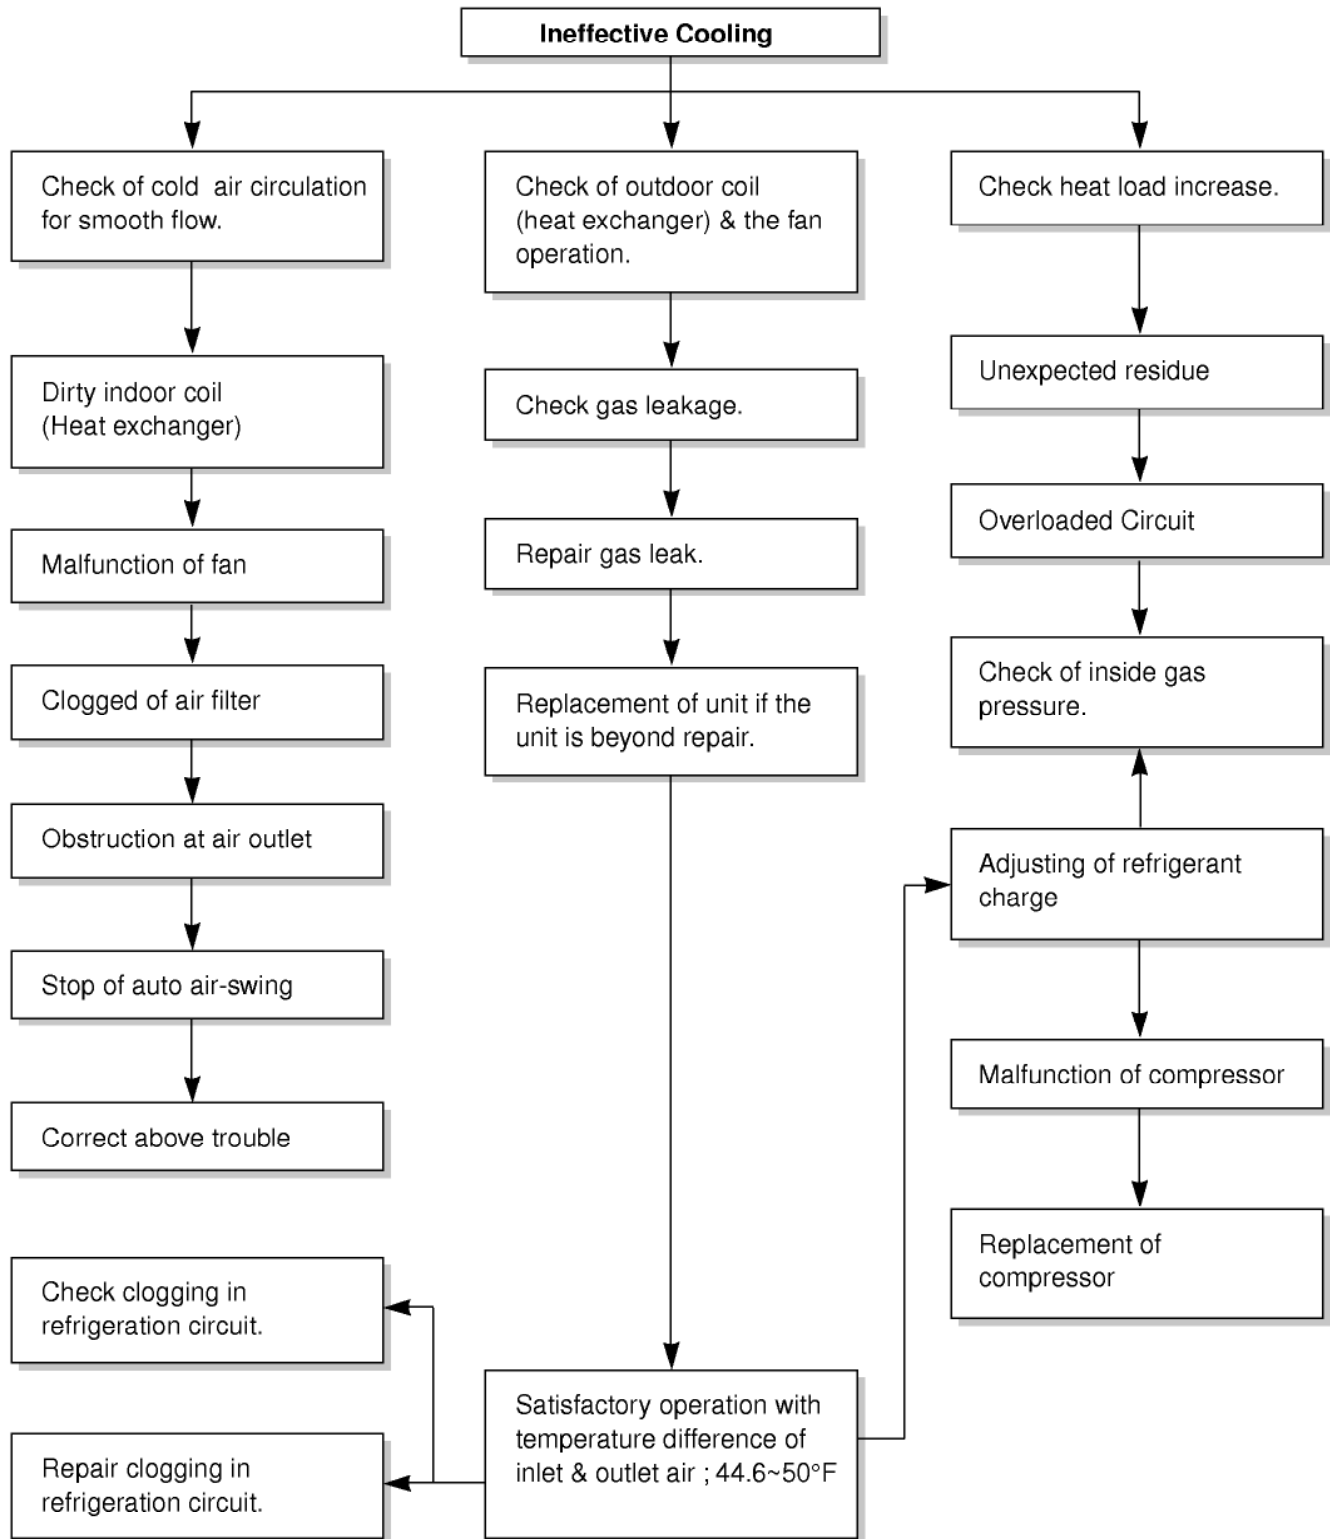 Ineffective Cooling
Check of cold air circulation
for smooth flow.
Dirty indoor coil
(Heat exchanger)
Malfunction of fan
Clogged of air filter
Obstruction at air outlet
Stop of auto air-swing
Correct above trouble
Check clogging in
refrigeration circuit.
Repair clogging in
refrigeration circuit.
Check of outdoor coil
(heat exchanger) & the fan
operation.
Check gas leakage.
Repair gas leak.
Replacement of unit if the
unit is beyond repair.
Satisfactory operation with
temperature difference of
inlet & outlet air ; 44.6~50°F
Check heat load increase.
Unexpected residue
Overloaded Circuit
Check of inside gas
pressure.
Adjusting of refrigerant
charge
Malfunction of compressor
Replacement of
compressor